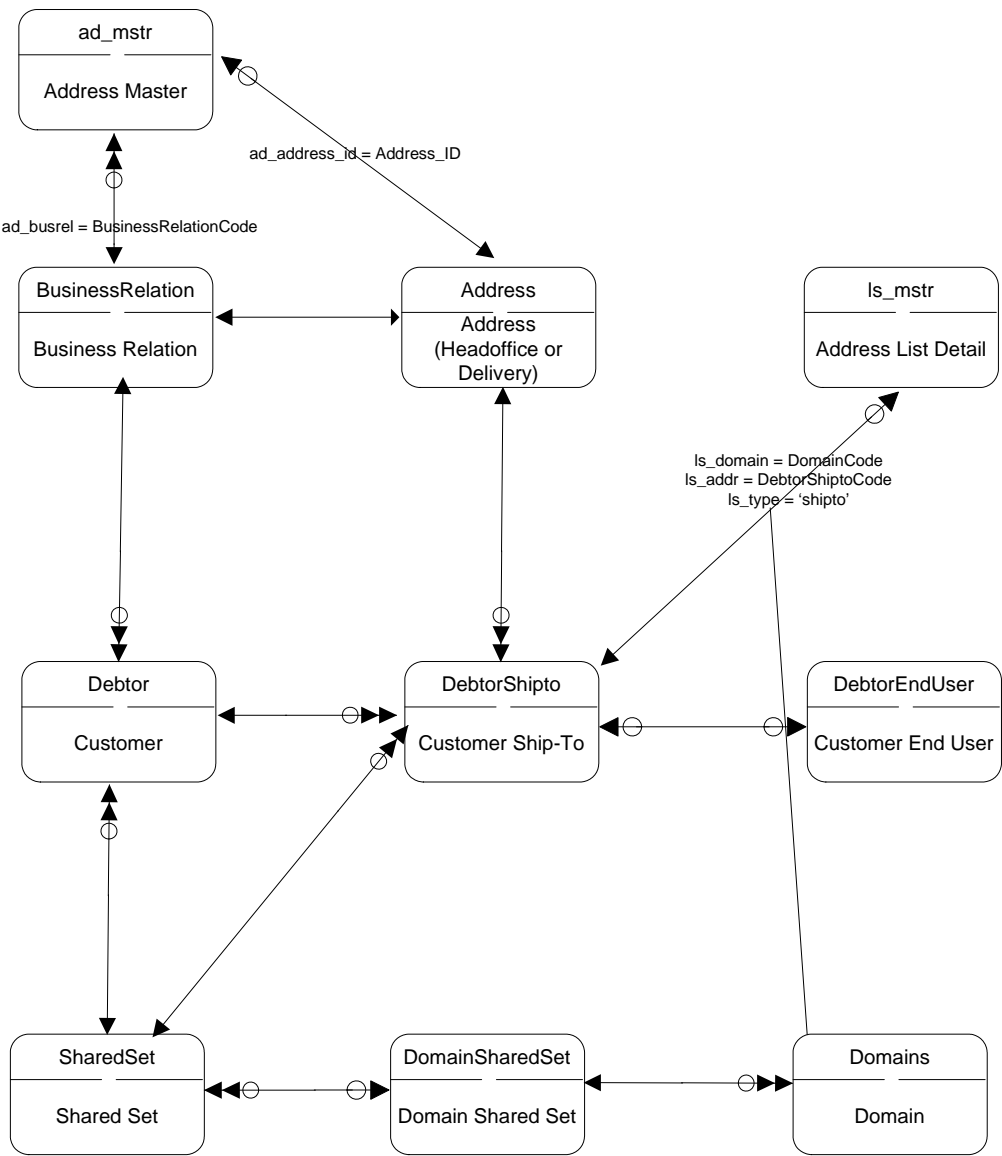 ad_mstr
Address Master
ad_address_id = Address_ID
ad_busrel = BusinessRelationCode
BusinessRelation
Business Relation
Address
Address
(Headoffice or
Delivery)
ls_mstr
Address List Detail
ls_domain = DomainCode
ls_addr = DebtorShiptoCode
ls_type = ‘shipto’
Debtor
Customer
DebtorShipto
Customer Ship-To
DebtorEndUser
Customer End User
SharedSet
Shared Set
DomainSharedSet
Domain Shared Set
Domains
Domain